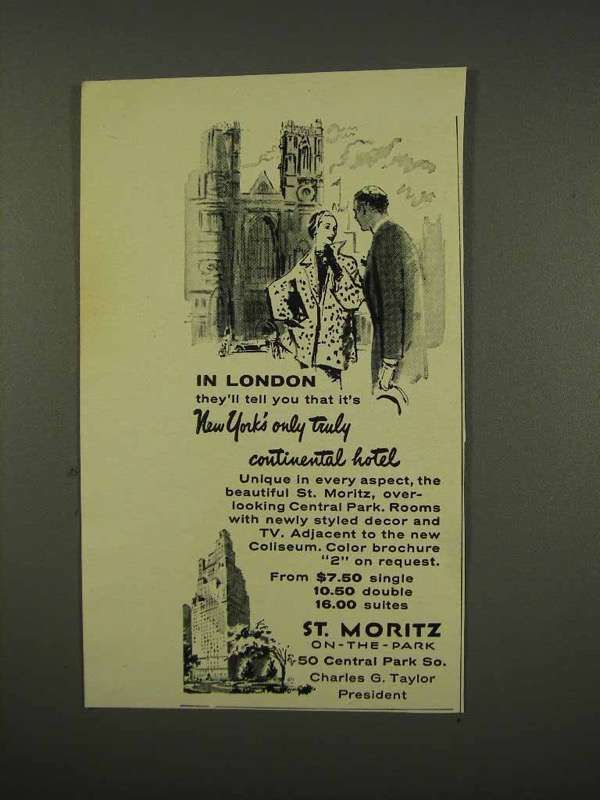 IN LONDON
they'll tell you that it's
New York's only truly
continental hotel
Unique in every aspect, the
beautiful St. Moritz, over-
looking Central Park. Rooms
with newly styled decor and
TV. Adjacent to the new
Coliseum. Color brochure
"2" on request.
From $7.50 single
10.50 double
16.00 suites
ST. MORITZ
ON-THE-PARK
50 Central Park So.
Charles G. Taylor
President